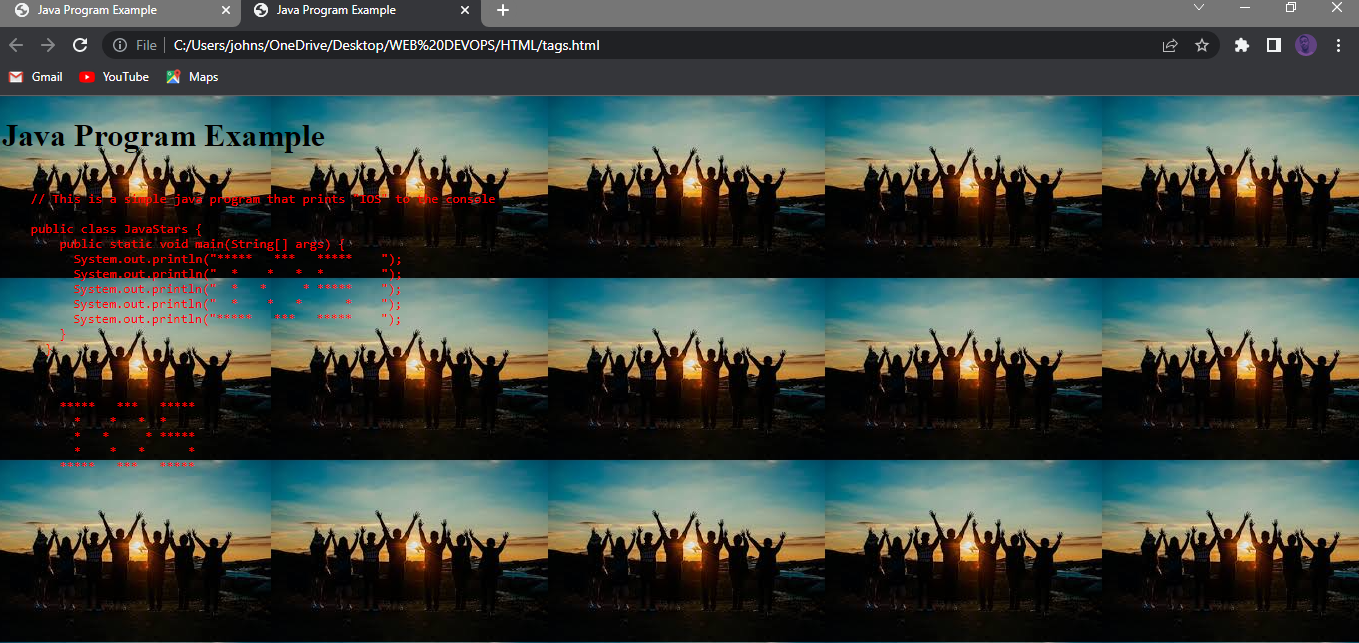 Java Program Example
Java Program Example
File
C:/Users/johns/OneDrive/Desktop/WEB%20DEVOPS/HTML/tags.html
Gmail
YouTube
Maps
Java Program Example
// This is a simple java program that prints "IOS" to the console
public class JavaStars {
    public static void main(String[] args) {
      System.out.println("*****   ***   *****    ");
      System.out.println("  *    *   *  *        ");
      System.out.println("  *   *     * *****    ");
      System.out.println("  *    *   *      *    ");
      System.out.println("*****   ***   *****    ");
    }
  }
*****   ***   *****
  *    *   *  *
  *   *     * *****
  *    *   *      *
*****   ***   *****